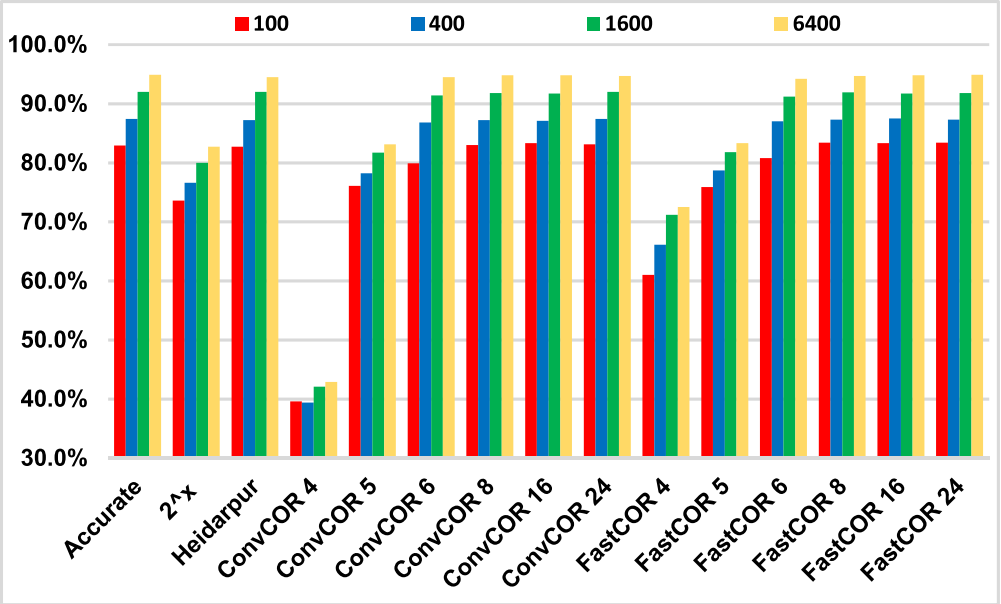 100 400 1600 6400
100.0%
90.0%
80.0%
70.0%
60.0%
50.0%
40.0%
30.0%
Accurate
2^x
Heidarpur
ConvCOR 4
ConvCOR 5
ConvCOR 6
ConvCOR 8
ConvCOR 16
ConvCOR 24
FastCOR 4
FastCOR 5
FastCOR 6
FastCOR 8
FastCOR 16
FastCOR 24